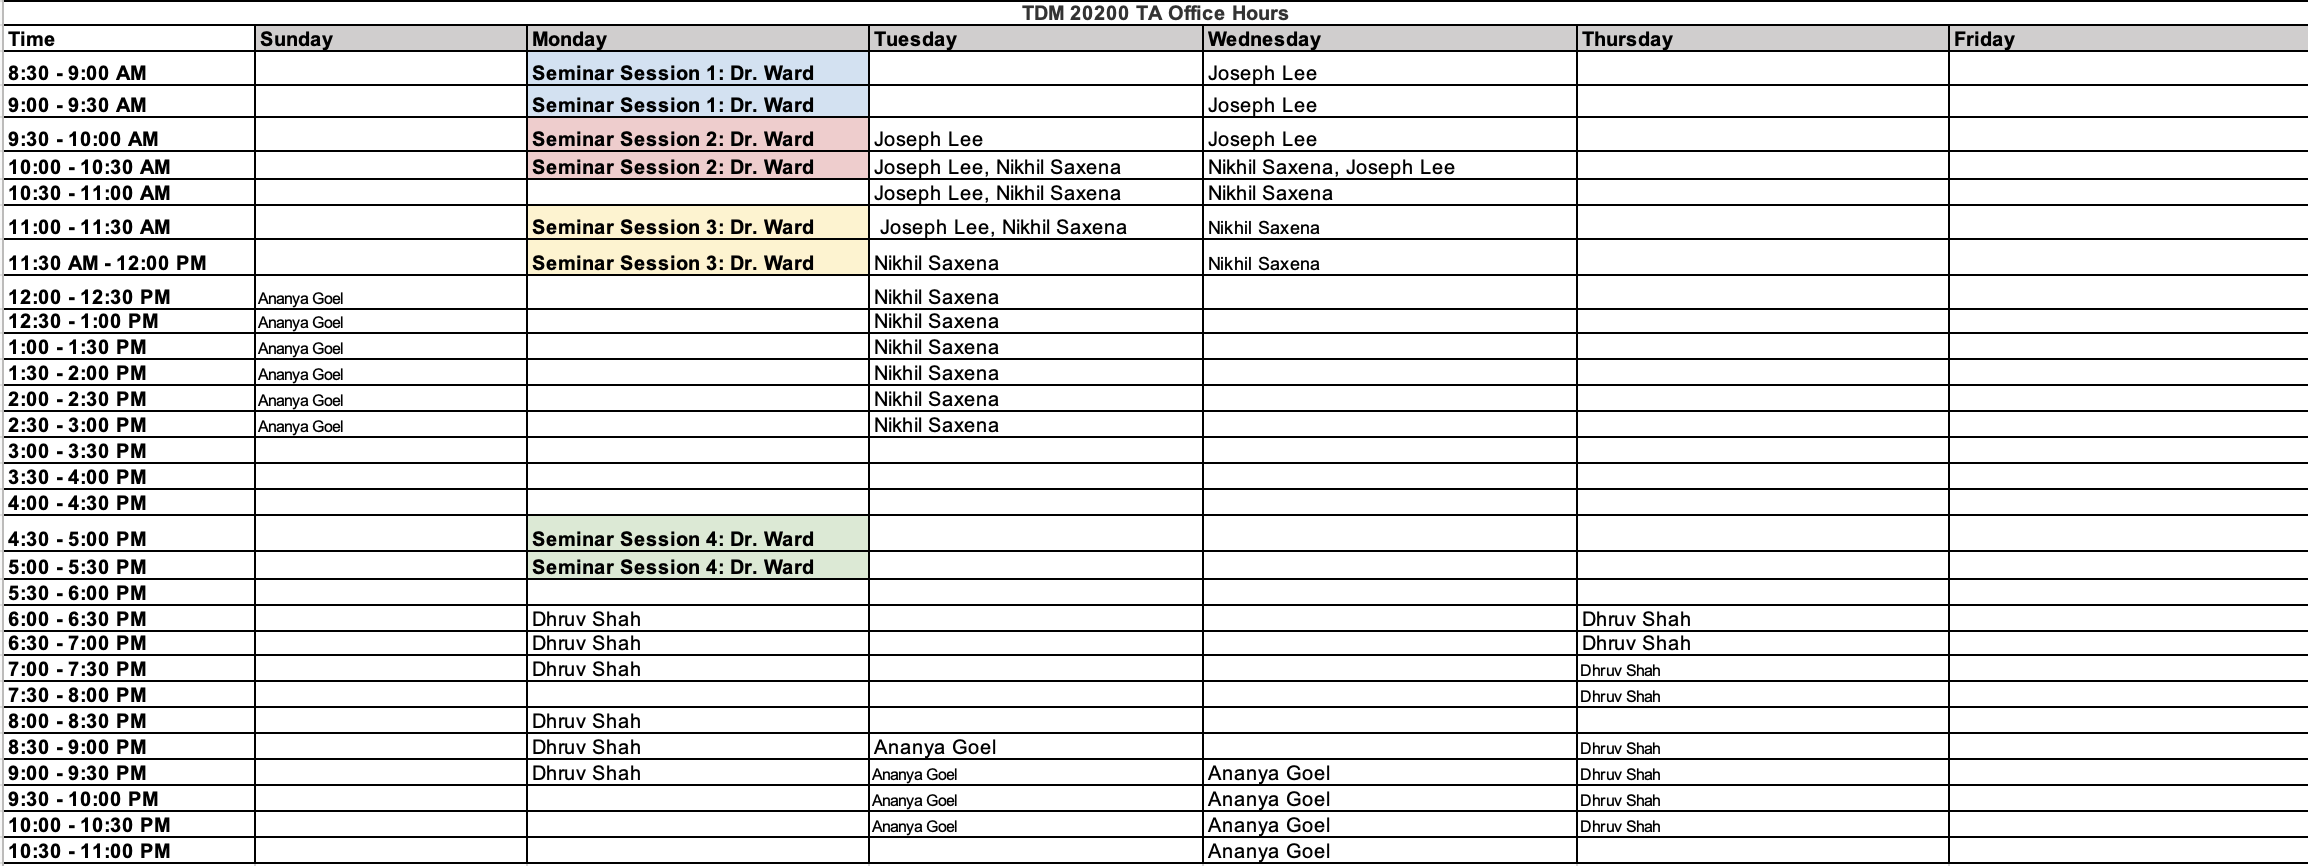 TDM 20200 TA Office Hours
Time Sunday Monday Tuesday Wednesday Thursday Friday
8:30 - 9:00 AM Seminar Session 1: Dr. Ward Joseph Lee
9:00 - 9:30 AM Seminar Session 1: Dr. Ward Joseph Lee
9:30 - 10:00 AM Seminar Session 2: Dr. Ward Joseph Lee Joseph Lee
10:00 - 10:30 AM Seminar Session 2: Dr. Ward Joseph Lee, Nikhil Saxena Nikhil Saxena, Joseph Lee
10:30 - 11:00 AM Joseph Lee, Nikhil Saxena Nikhil Saxena
11:00 - 11:30 AM Seminar Session 3: Dr. Ward Joseph Lee, Nikhil Saxena Nikhil Saxena
11:30 AM - 12:00 PM Seminar Session 3: Dr. Ward Nikhil Saxena Nikhil Saxena
12:00 - 12:30 PM Ananya Goel Nikhil Saxena
12:30 - 1:00 PM Ananya Goel Nikhil Saxena
1:00 - 1:30 PM Ananya Goel Nikhil Saxena
1:30 - 2:00 PM Ananya Goel Nikhil Saxena
2:00 - 2:30 PM Ananya Goel Nikhil Saxena
2:30 - 3:00 PM Ananya Goel Nikhil Saxena
3:00 - 3:30 PM
3:30 - 4:00 PM
4:00 - 4:30 PM
4:30 - 5:00 PM Seminar Session 4: Dr. Ward
5:00 - 5:30 PM Seminar Session 4: Dr. Ward
5:30 - 6:00 PM
6:00 - 6:30 PM Dhruv Shah Dhruv Shah
6:30 - 7:00 PM Dhruv Shah Dhruv Shah
7:00 - 7:30 PM Dhruv Shah Dhruv Shah
7:30 - 8:00 PM Dhruv Shah
8:00 - 8:30 PM Dhruv Shah
8:30 - 9:00 PM Dhruv Shah Ananya Goel Dhruv Shah
9:00 - 9:30 PM Dhruv Shah Ananya Goel Ananya Goel Dhruv Shah
9:30 - 10:00 PM Ananya Goel Ananya Goel Dhruv Shah
10:00 - 10:30 PM Ananya Goel Ananya Goel Dhruv Shah
10:30 - 11:00 PM Ananya Goel